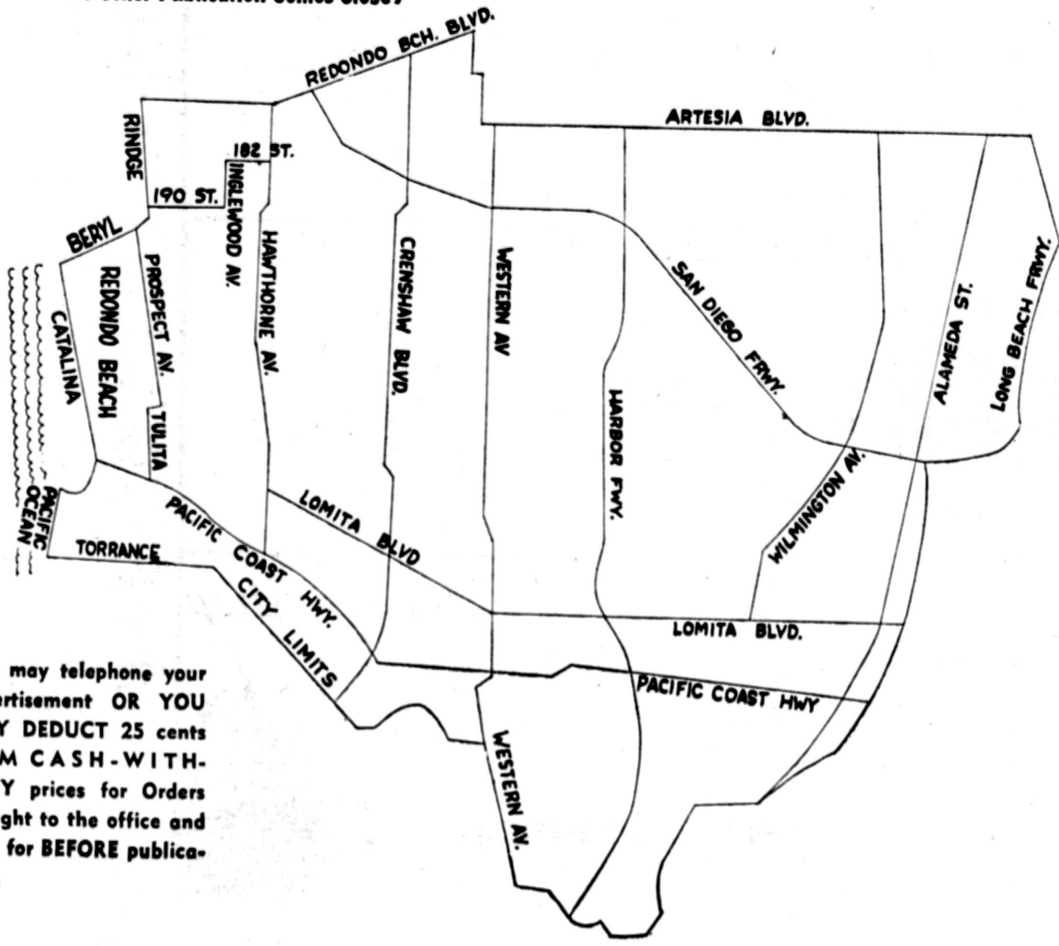 Publication
REDONDO BCH. BLVD.
ARTESIA BLVD.
RINDGE
182 ST.
190 ST.
INGLEWOOD AV.
BERYL
PROSPECT AV.
HAWTHORNE AV.
CRENSHAW BLVD.
WESTERN AV
SAN DIEGO FRWY.
ALAMEDA ST.
LONG BEACH FRWY.
REDONDO BEACH
CATALINA
TULITA
HARBOR FWY.
PACIFIC
OCEAN
TORRANCE
CITY LIMITS
PACIFIC COAST HWY.
LOMITA BLVD
WILMINGTON AV.
LOMITA BLVD.
PACIFIC COAST HWY
WESTERN AV.
may telephone your
ertisement OR YOU
Y DEDUCT 25 cents
M CASH-WITH-
Y prices for Orders
ght to the office and
for BEFORE publica-